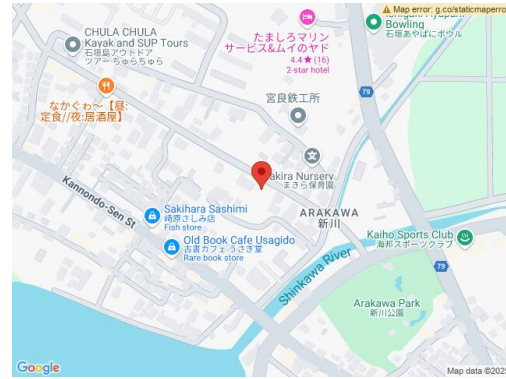 Map error: g.co/staticmaperro
CHULA CHULA
Kayak and SUP Tours
石垣島アウトドア
ツアー ちゅらちゅら
たましろマリン
サービス&ムイのヤド
4.4★(16)
2-star hotel
Bowling
石垣あやぱにボウル
79
なかぐわ～【昼:
定食//夜:居酒屋】
宮良鉄工所
akira Nursery
まきら保育園
Kannondo-Sen St
Sakihara Sashimi
崎原さしみ店
Fish store
ARAKAWA
新川
Kaiho Sports Club
海邦スポーツクラブ
Old Book Cafe Usagido
古書カフェうさぎ堂
Rare book store
79
Shinkawa River
Arakawa Park
新川公園
Google
Map data ©202